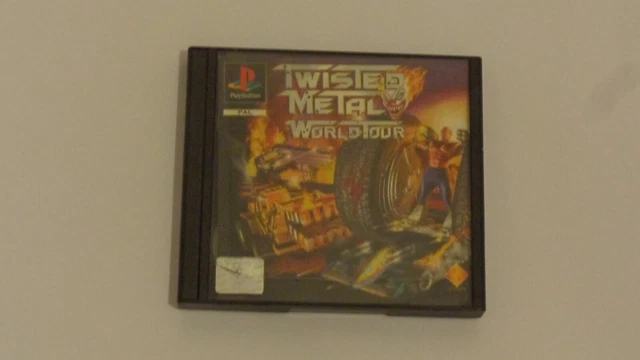 PlayStation
PAL
TWISTED
METAL
WORLD TOUR